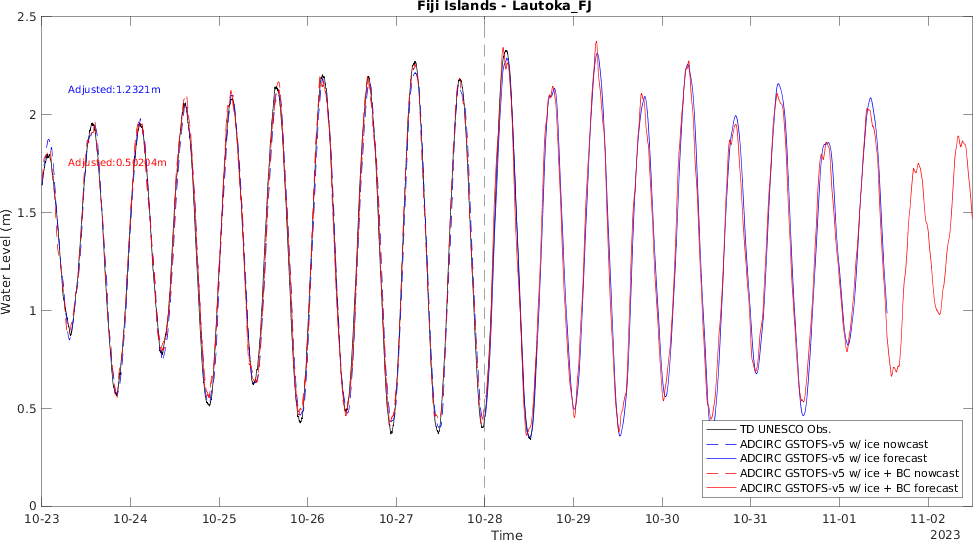 Fiji Islands - Lautoka_FJ
2.5
Adjusted:1.2321m
2
Adjusted:0.50204m
1.5
Water Level (m)
1
0.5
0
TD UNESCO Obs.
ADCIRC GSTOFS-v5 w/ ice nowcast
ADCIRC GSTOFS-v5 w/ ice forecast
ADCIRC GSTOFS-v5 w/ ice + BC nowcast
ADCIRC GSTOFS-v5 w/ ice + BC forecast
10-23 10-24 10-25 10-26 10-27 10-28 10-29 10-30 10-31 11-01 11-02
Time
2023